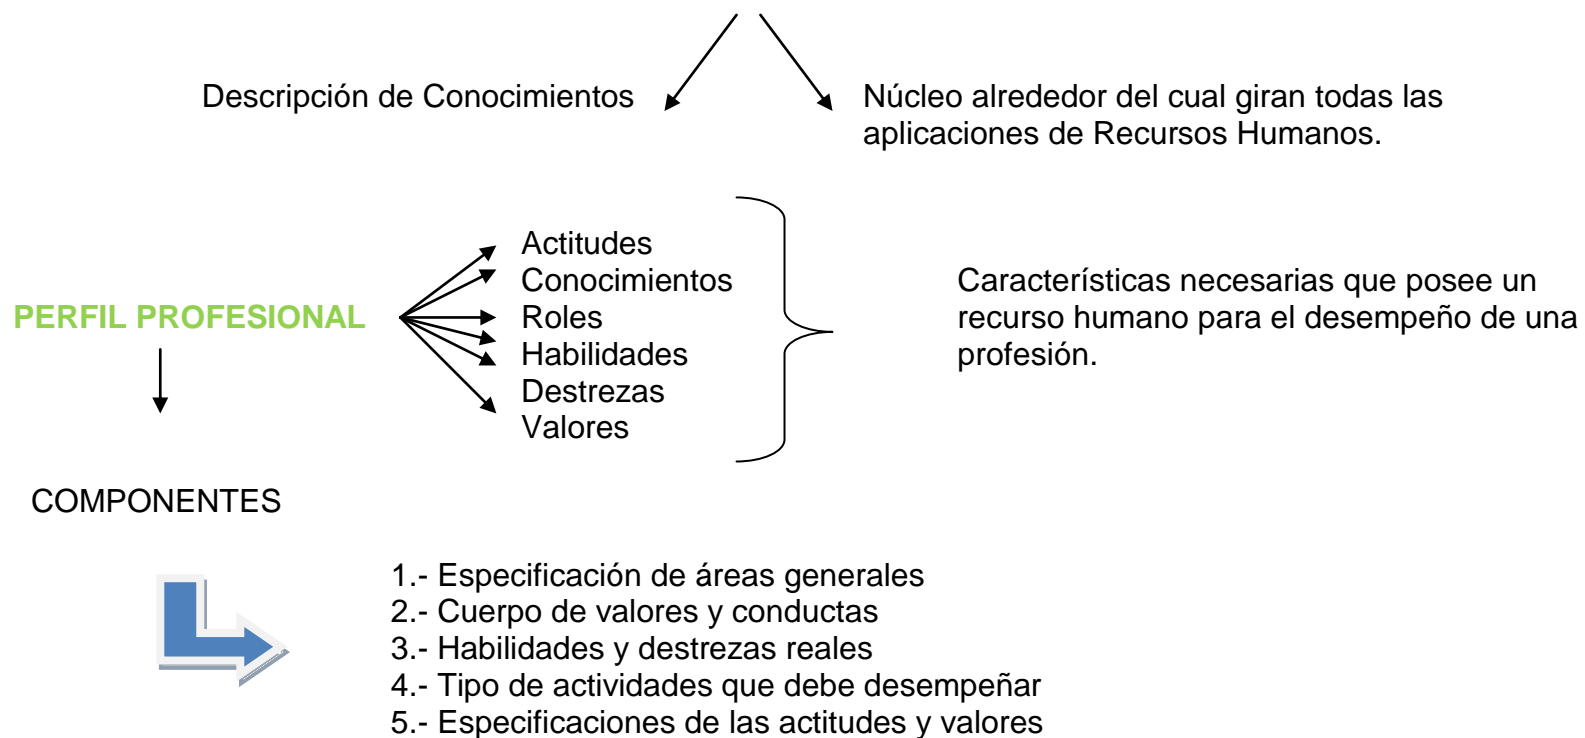 Descripción de Conocimientos
Núcleo alrededor del cual giran todas las
aplicaciones de Recursos Humanos.
PERFIL PROFESIONAL
Actitudes
Conocimientos
Roles
Habilidades
Destrezas
Valores
Características necesarias que posee un
recurso humano para el desempeño de una
profesión.
COMPONENTES
1.- Especificación de áreas generales
2.- Cuerpo de valores y conductas
3.- Habilidades y destrezas reales
4.- Tipo de actividades que debe desempeñar
5.- Especificaciones de las actitudes y valores